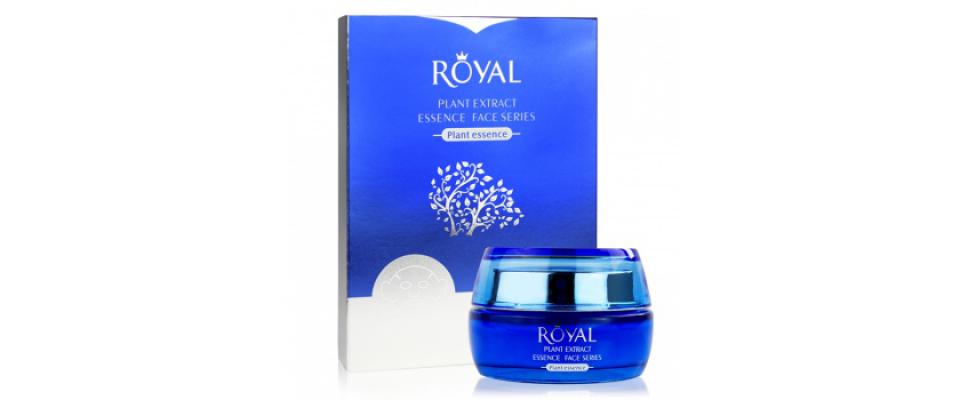 ROYAL
PLANT EXTRACT
ESSENCE FACE SERIES
Plant essence
ROYAL
PLANT EXTRACT
ESSENCE FACE SERIES
Plant essence